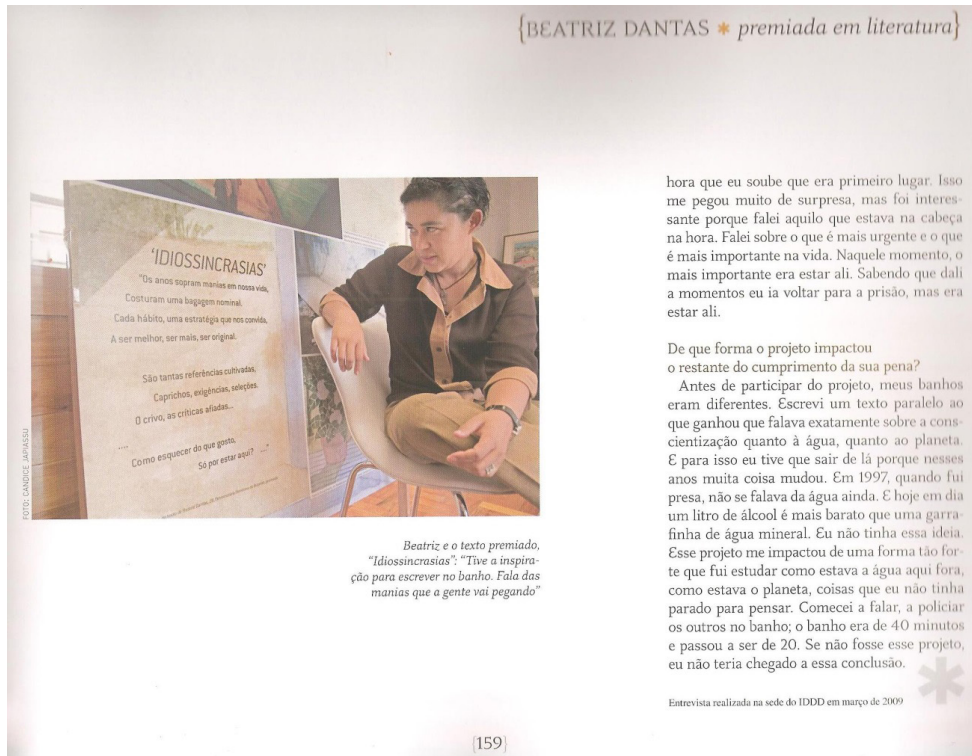 {BEATRIZ DANTAS * premiada em literatura}
'IDIOSSINCRASIAS'
"Os anos sopram manias em nossa vida,
Costuram uma bagagem nominal.
Cada hábito, uma estratégia que nos convida,
A ser melhor, ser mais, ser original.
São tantas referências cultivadas,
Caprichos, exigências, seleções.
O crivo, as críticas afiadas...
....
Como esquecer do que gosto,
Só por estar aqui? ...."
FOTO: CANDICE JAPIASSU
Beatriz e o texto premiado,
"Idiossincrasias": "Tive a inspira-
ção para escrever no banho. Fala das
manias que a gente vai pegando"
hora que eu soube que era primeiro lugar. Isso
me pegou muito de surpresa, mas foi interes-
sante porque falei aquilo que estava na cabeça
na hora. Falei sobre o que é mais urgente e o que
é mais importante na vida. Naquele momento, o
mais importante era estar ali. Sabendo que dali
a momentos eu ia voltar para a prisão, mas era
estar ali.
De que forma o projeto impactou
o restante do cumprimento da sua pena?
Antes de participar do projeto, meus banhos
eram diferentes. Escrevi um texto paralelo ao
que ganhou que falava exatamente sobre a cons-
cientização quanto à água, quanto ao planeta.
E para isso eu tive que sair de lá porque nesses
anos muita coisa mudou. Em 1997, quando fui
presa, não se falava da água ainda. E hoje em dia
um litro de álcool é mais barato que uma garra-
finha de água mineral. Eu não tinha essa ideia.
Esse projeto me impactou de uma forma tão for-
te que fui estudar como estava a água aqui fora,
como estava o planeta, coisas que eu não tinha
parado para pensar. Comecei a falar, a policiar
os outros no banho; o banho era de 40 minutos
e passou a ser de 20. Se não fosse esse projeto,
eu não teria chegado a essa conclusão.
Entrevista realizada na sede do IDDD em março de 2009
{159}